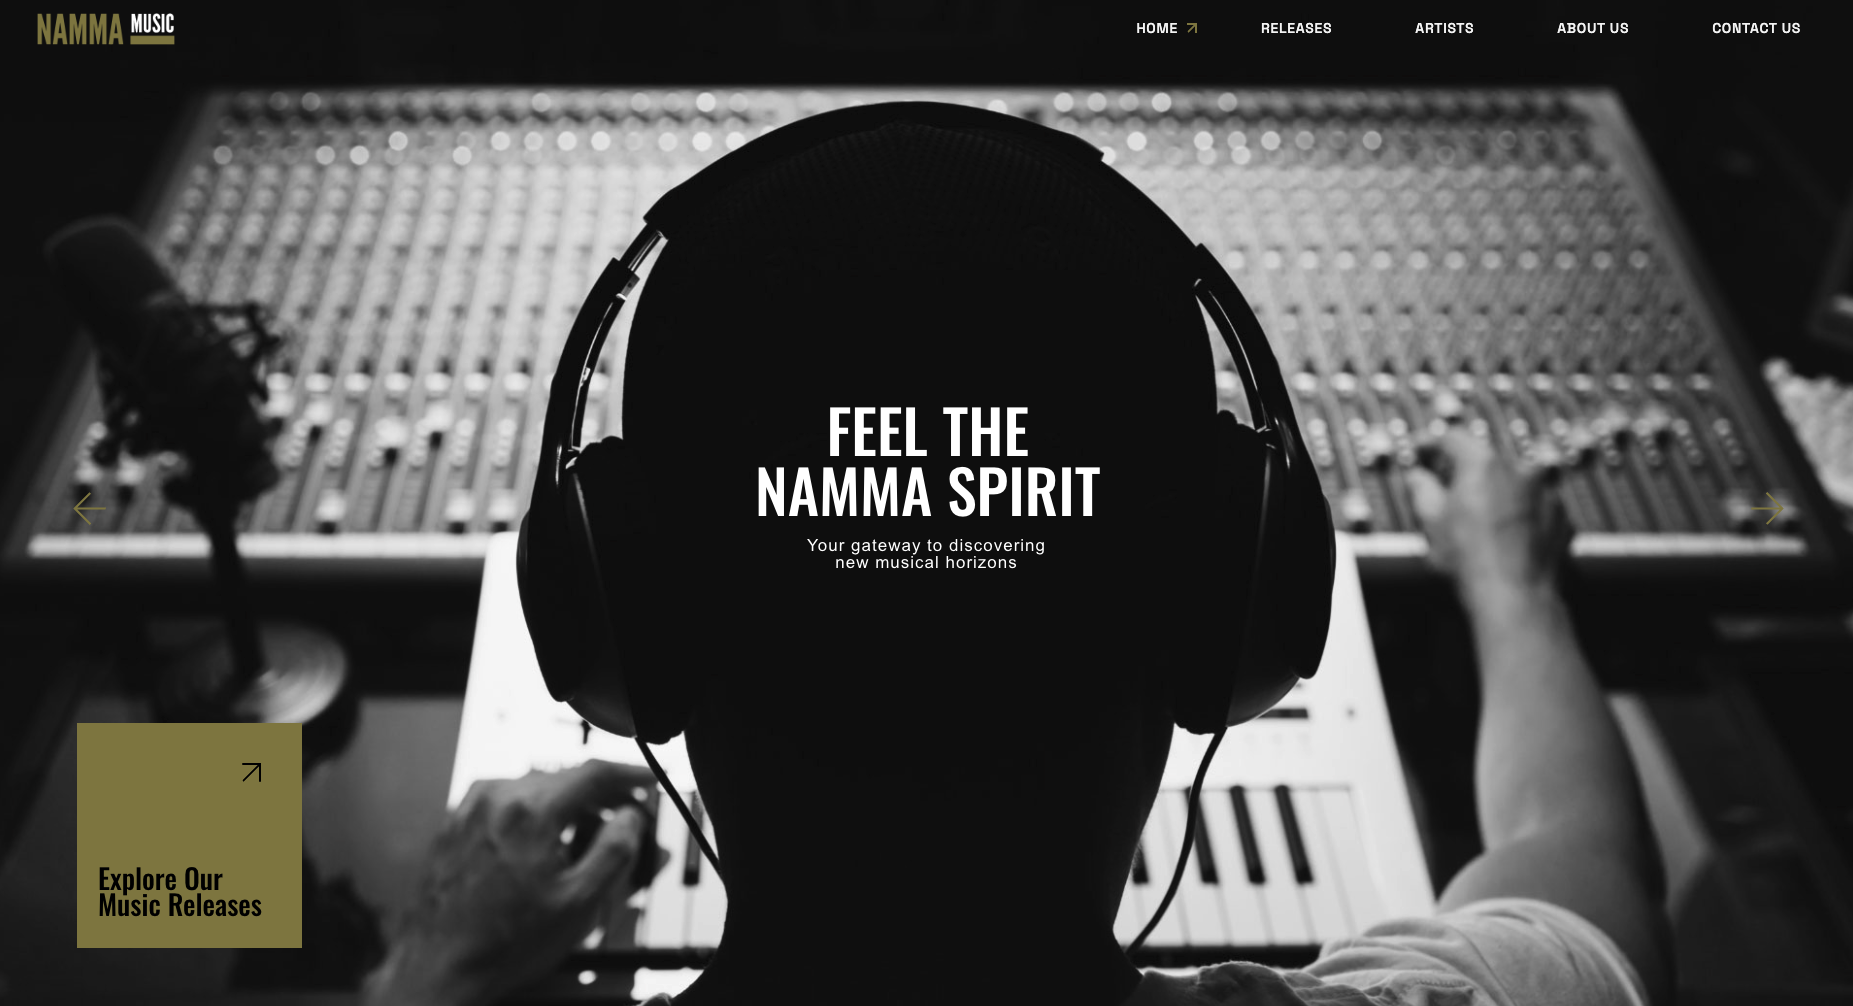 NAMMA MUSIC
HOME
RELEASES
ARTISTS
ABOUT US
CONTACT US
FEEL THE
NAMMA SPIRIT
Your gateway to discovering
new musical horizons
Explore Our
Music Releases